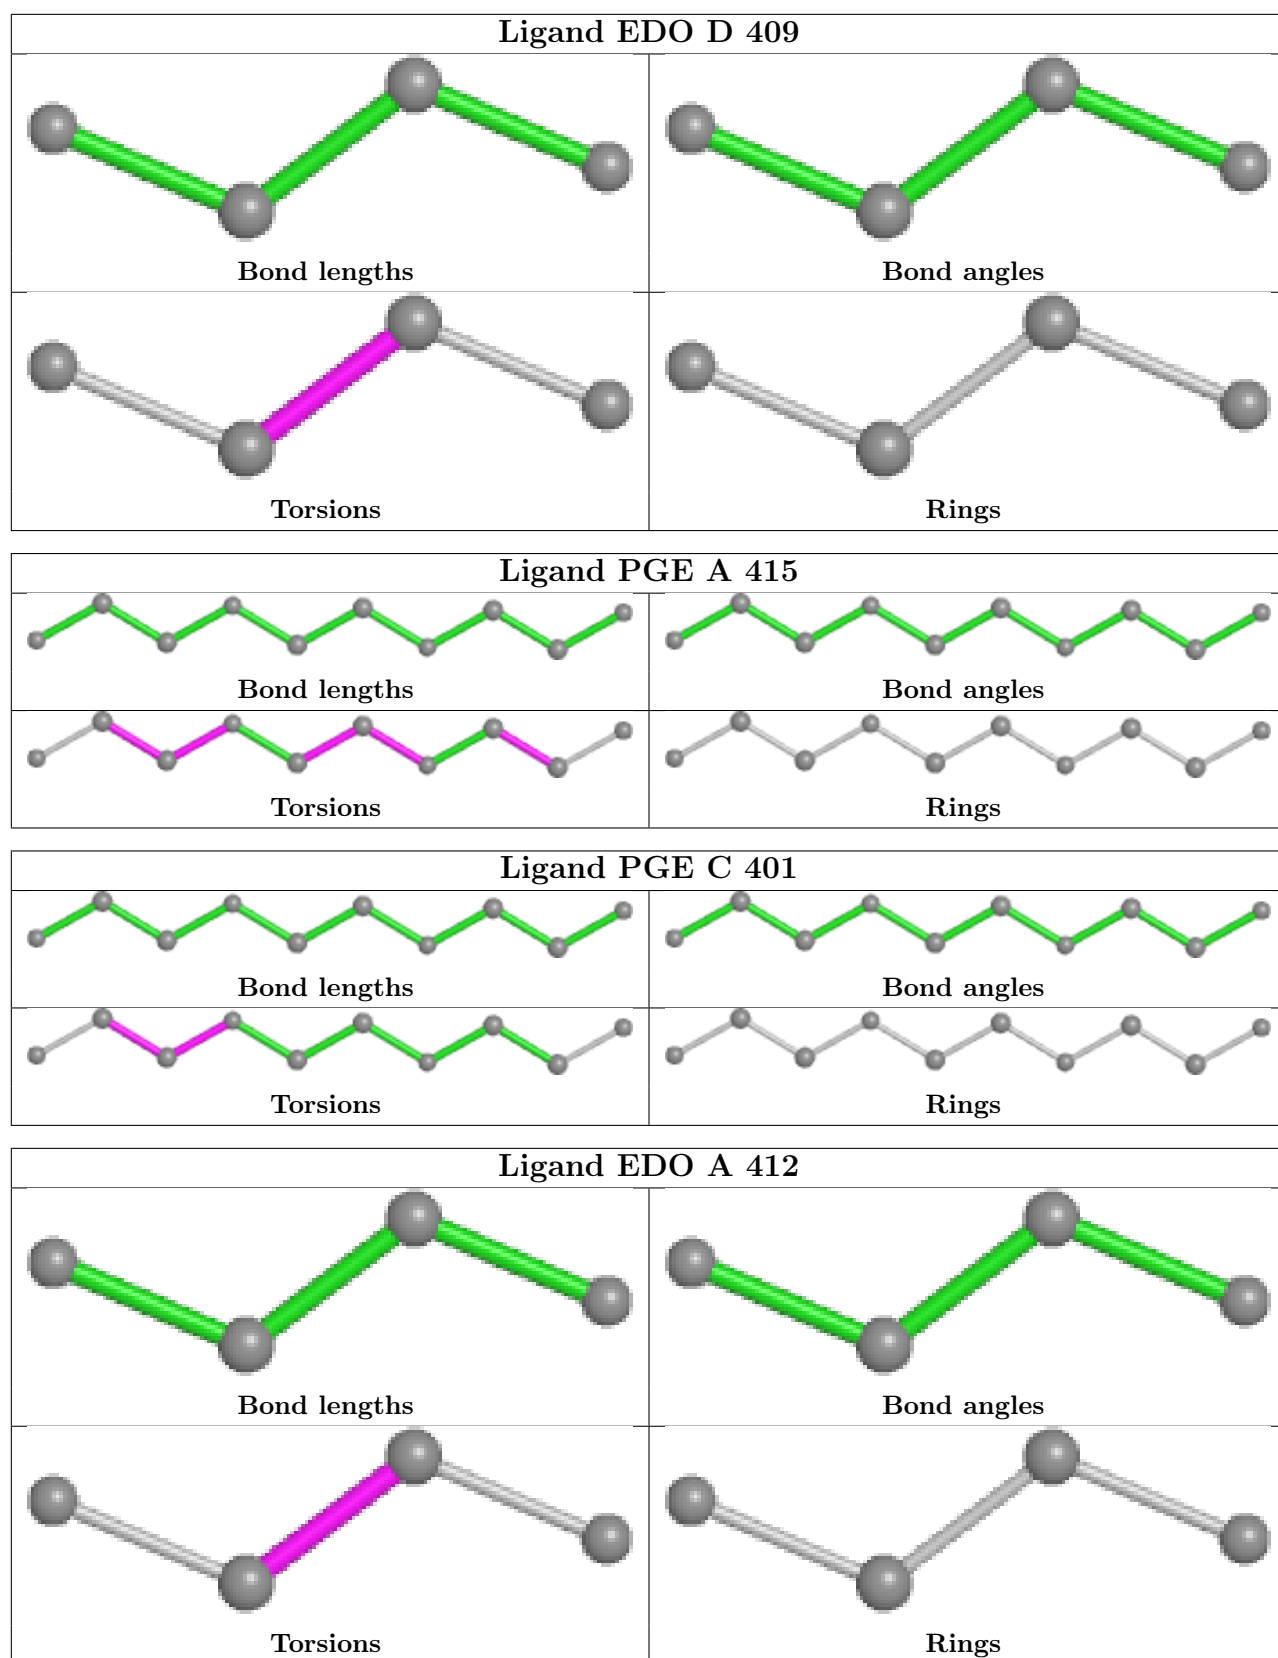 Ligand EDO D 409
Bond lengths Bond angles
Torsions Rings
Ligand PGE A 415
Bond lengths Bond angles
Torsions Rings
Ligand PGE C 401
Bond lengths Bond angles
Torsions Rings
Ligand EDO A 412
Bond lengths Bond angles
Torsions Rings